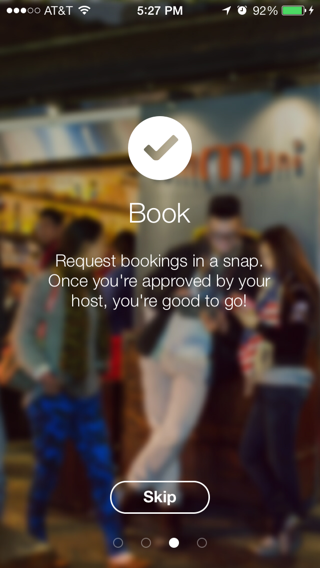 AT&T 5:27 PM 92%
Book
Request bookings in a snap.
Once you're approved by your
host, you're good to go!
Skip